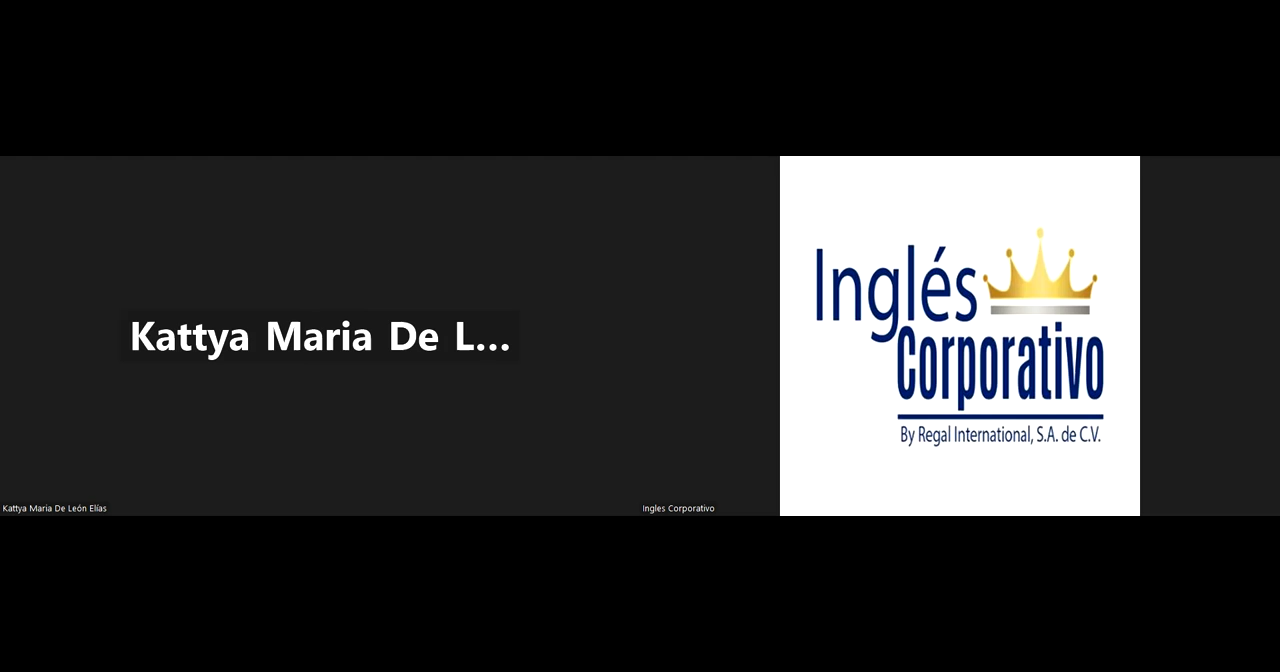 Kattya Maria De L...
Kattya Maria De León Elías
Inglés
Corporativo
By Regal International, S.A. de C.V.
Ingles Corporativo